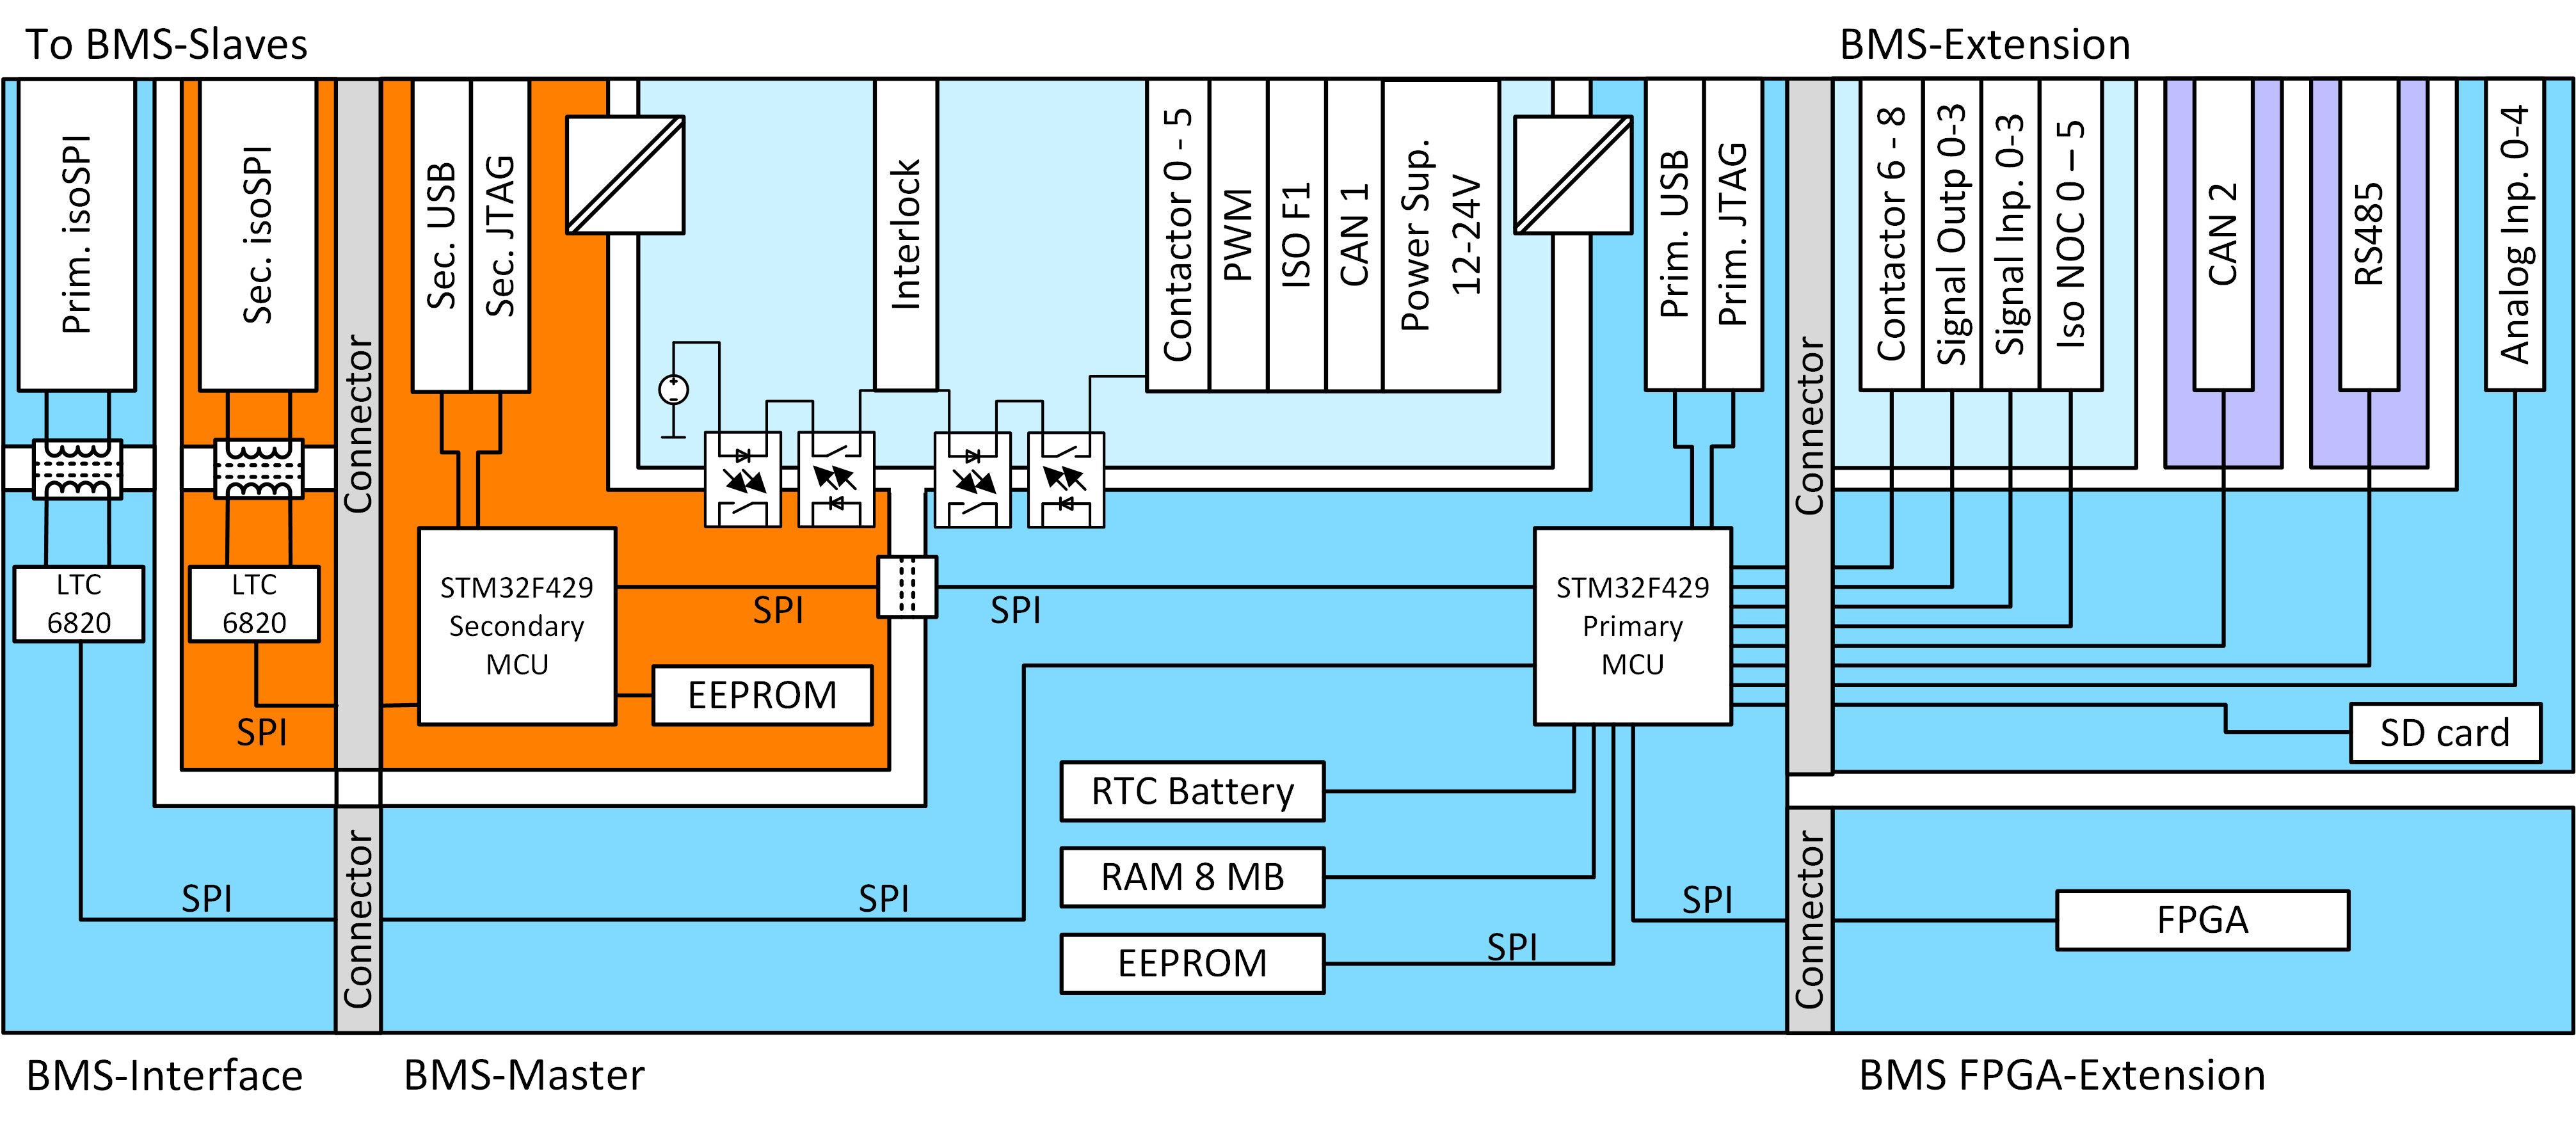 To BMS-Slaves
BMS-Extension
Prim. isoSPI
Sec. isoSPI
Connector
Sec. USB
Sec. JTAG
Interlock
Contactor 0 - 5
PWM
ISO F1
CAN 1
Power Sup.
12-24V
Prim. USB
Prim. JTAG
Connector
Contactor 6 - 8
Signal Outp 0-3
Signal Inp. 0-3
Iso NOC 0 – 5
CAN 2
RS485
Analog Inp. 0-4
LTC
6820
LTC
6820
STM32F429
Secondary
MCU
SPI
SPI
STM32F429
Primary
MCU
EEPROM
SPI
SD card
RTC Battery
RAM 8 MB
EEPROM
SPI
SPI
SPI
SPI
Connector
Connector
FPGA
BMS-Interface
BMS-Master
BMS FPGA-Extension